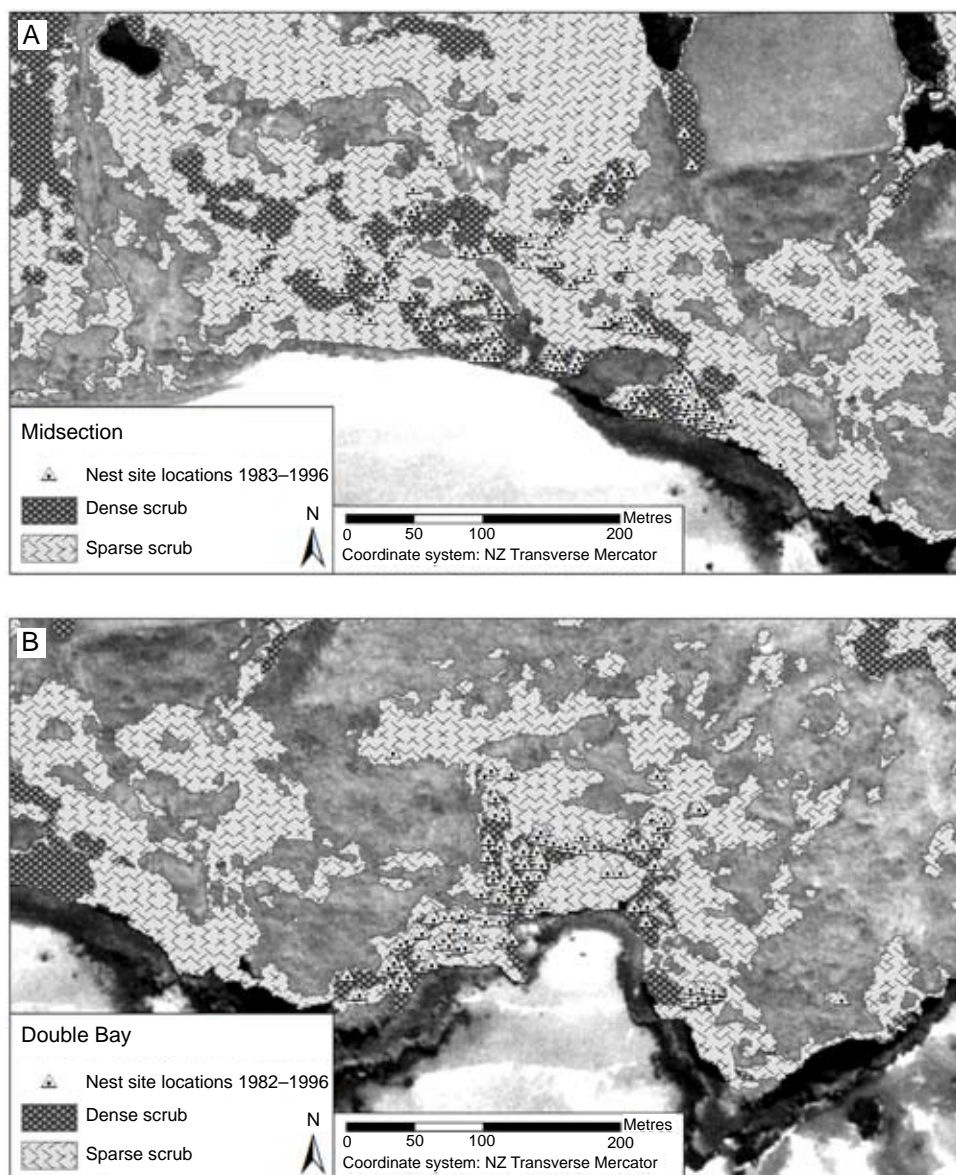 A
Midsection
Nest site locations 1983–1996
Dense scrub
Sparse scrub
N
Metres
0 50 100 200
Coordinate system: NZ Transverse Mercator
B
Double Bay
Nest site locations 1982–1996
Dense scrub
Sparse scrub
N
Metres
0 50 100 200
Coordinate system: NZ Transverse Mercator